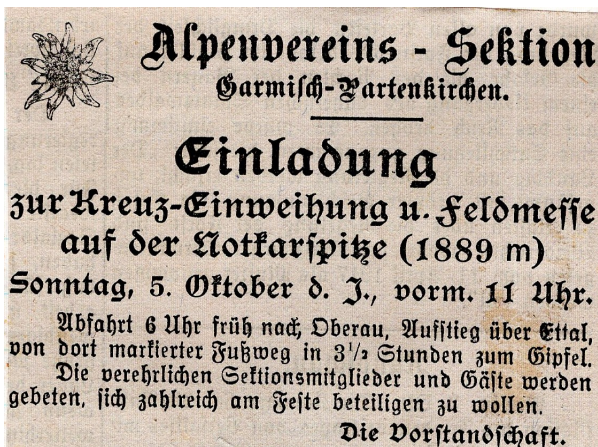 Alpenvereins - Sektion
Garmisch-Partenkirchen.
Einladung
zur Kreuz-Einweihung u. Feldmesse
auf der Notkarspitze (1889 m)
Sonntag, 5. Oktober d. J., vorm. 11 Uhr.
Abfahrt 6 Uhr früh nach Oberau, Aufstieg über Ettal,
von dort markierter Fußweg in 3½ Stunden zum Gipfel.
Die verehrlichen Sektionsmitglieder und Gäste werden
gebeten, sich zahlreich am Feste beteiligen zu wollen.
Die Vorstandschaft.